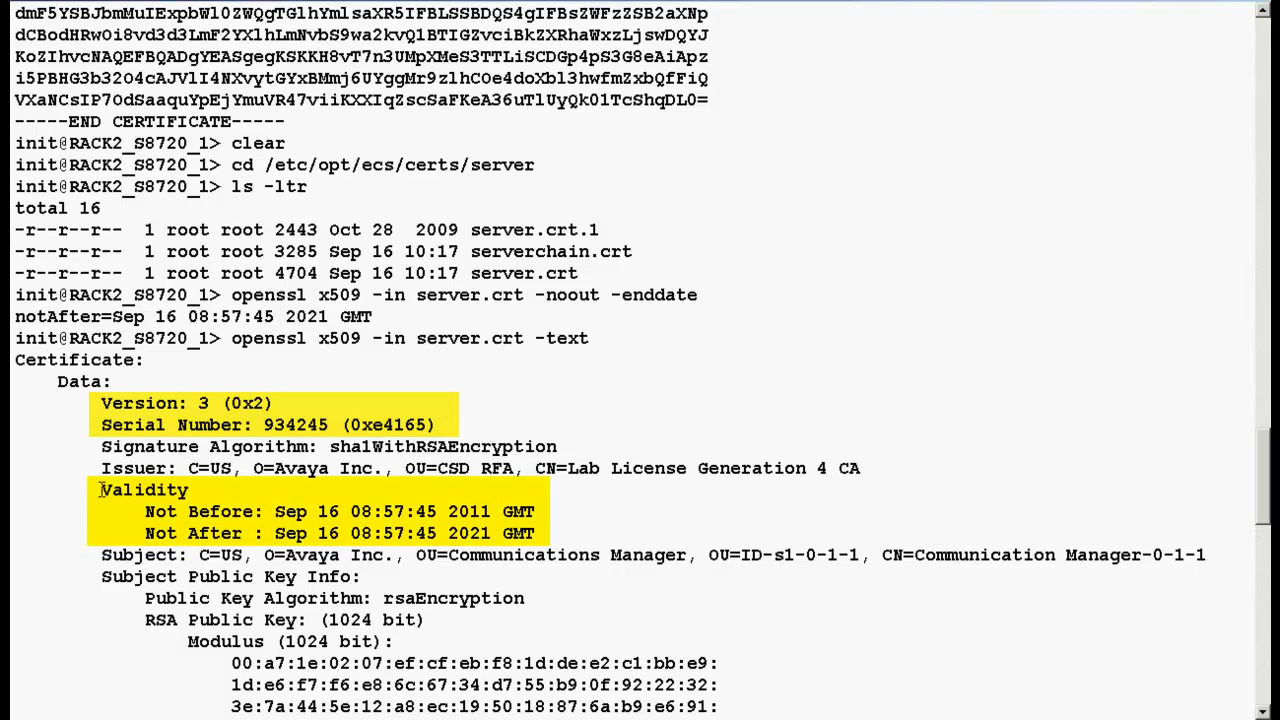 dmF5YSBJbmMuIExpbWl0ZWQgTGlhYmlsaXR5IFBLSSBDQS4gIFBsZWFzZSB2aXNp
dCBodHRwOi8vd3d3LmF2YXlhLmNvbS9wa2kvQ1BTIGZvciBkZXRhaWxzLjswDQYJ
KoZIhvcNAQEFBQADgYEASgegKSKKH8vT7n3UMpXMeS3TTLiSCDGp4pS3G8eAiApz
i5PBHG3b32O4cAJVlI4NXvytGYxBMmj6UYggMr9zlhCOe4doXbl3hwfmZxbQfFiQ
VXaNCsIP7OdSaaquYpEjYmuVR47viiKXXIqZscSaFKeA36uTlUyQk01TcShqDL0=
-----END CERTIFICATE-----
init@RACK2_S8720_1> clear
init@RACK2_S8720_1> cd /etc/opt/ecs/certs/server
init@RACK2_S8720_1> ls -ltr
total 16
-r--r--r--  1 root root 2443 Oct 28  2009 server.crt.1
-r--r--r--  1 root root 3285 Sep 16 10:17 serverchain.crt
-r--r--r--  1 root root 4704 Sep 16 10:17 server.crt
init@RACK2_S8720_1> openssl x509 -in server.crt -noout -enddate
notAfter=Sep 16 08:57:45 2021 GMT
init@RACK2_S8720_1> openssl x509 -in server.crt -text
Certificate:
    Data:
        Version: 3 (0x2)
        Serial Number: 934245 (0xe4165)
        Signature Algorithm: sha1WithRSAEncryption
        Issuer: C=US, O=Avaya Inc., OU=CSD RFA, CN=Lab License Generation 4 CA
        Validity
            Not Before: Sep 16 08:57:45 2011 GMT
            Not After : Sep 16 08:57:45 2021 GMT
        Subject: C=US, O=Avaya Inc., OU=Communications Manager, OU=ID-s1-0-1-1, CN=Communication Manager-0-1-1
        Subject Public Key Info:
            Public Key Algorithm: rsaEncryption
            RSA Public Key: (1024 bit)
                Modulus (1024 bit):
                    00:a7:1e:02:07:ef:cf:eb:f8:1d:de:e2:c1:bb:e9:
                    1d:e6:f7:f6:e8:6c:67:34:d7:55:b9:0f:92:22:32:
                    3e:7a:44:5e:12:a8:ec:19:50:18:87:6a:b9:e6:91: